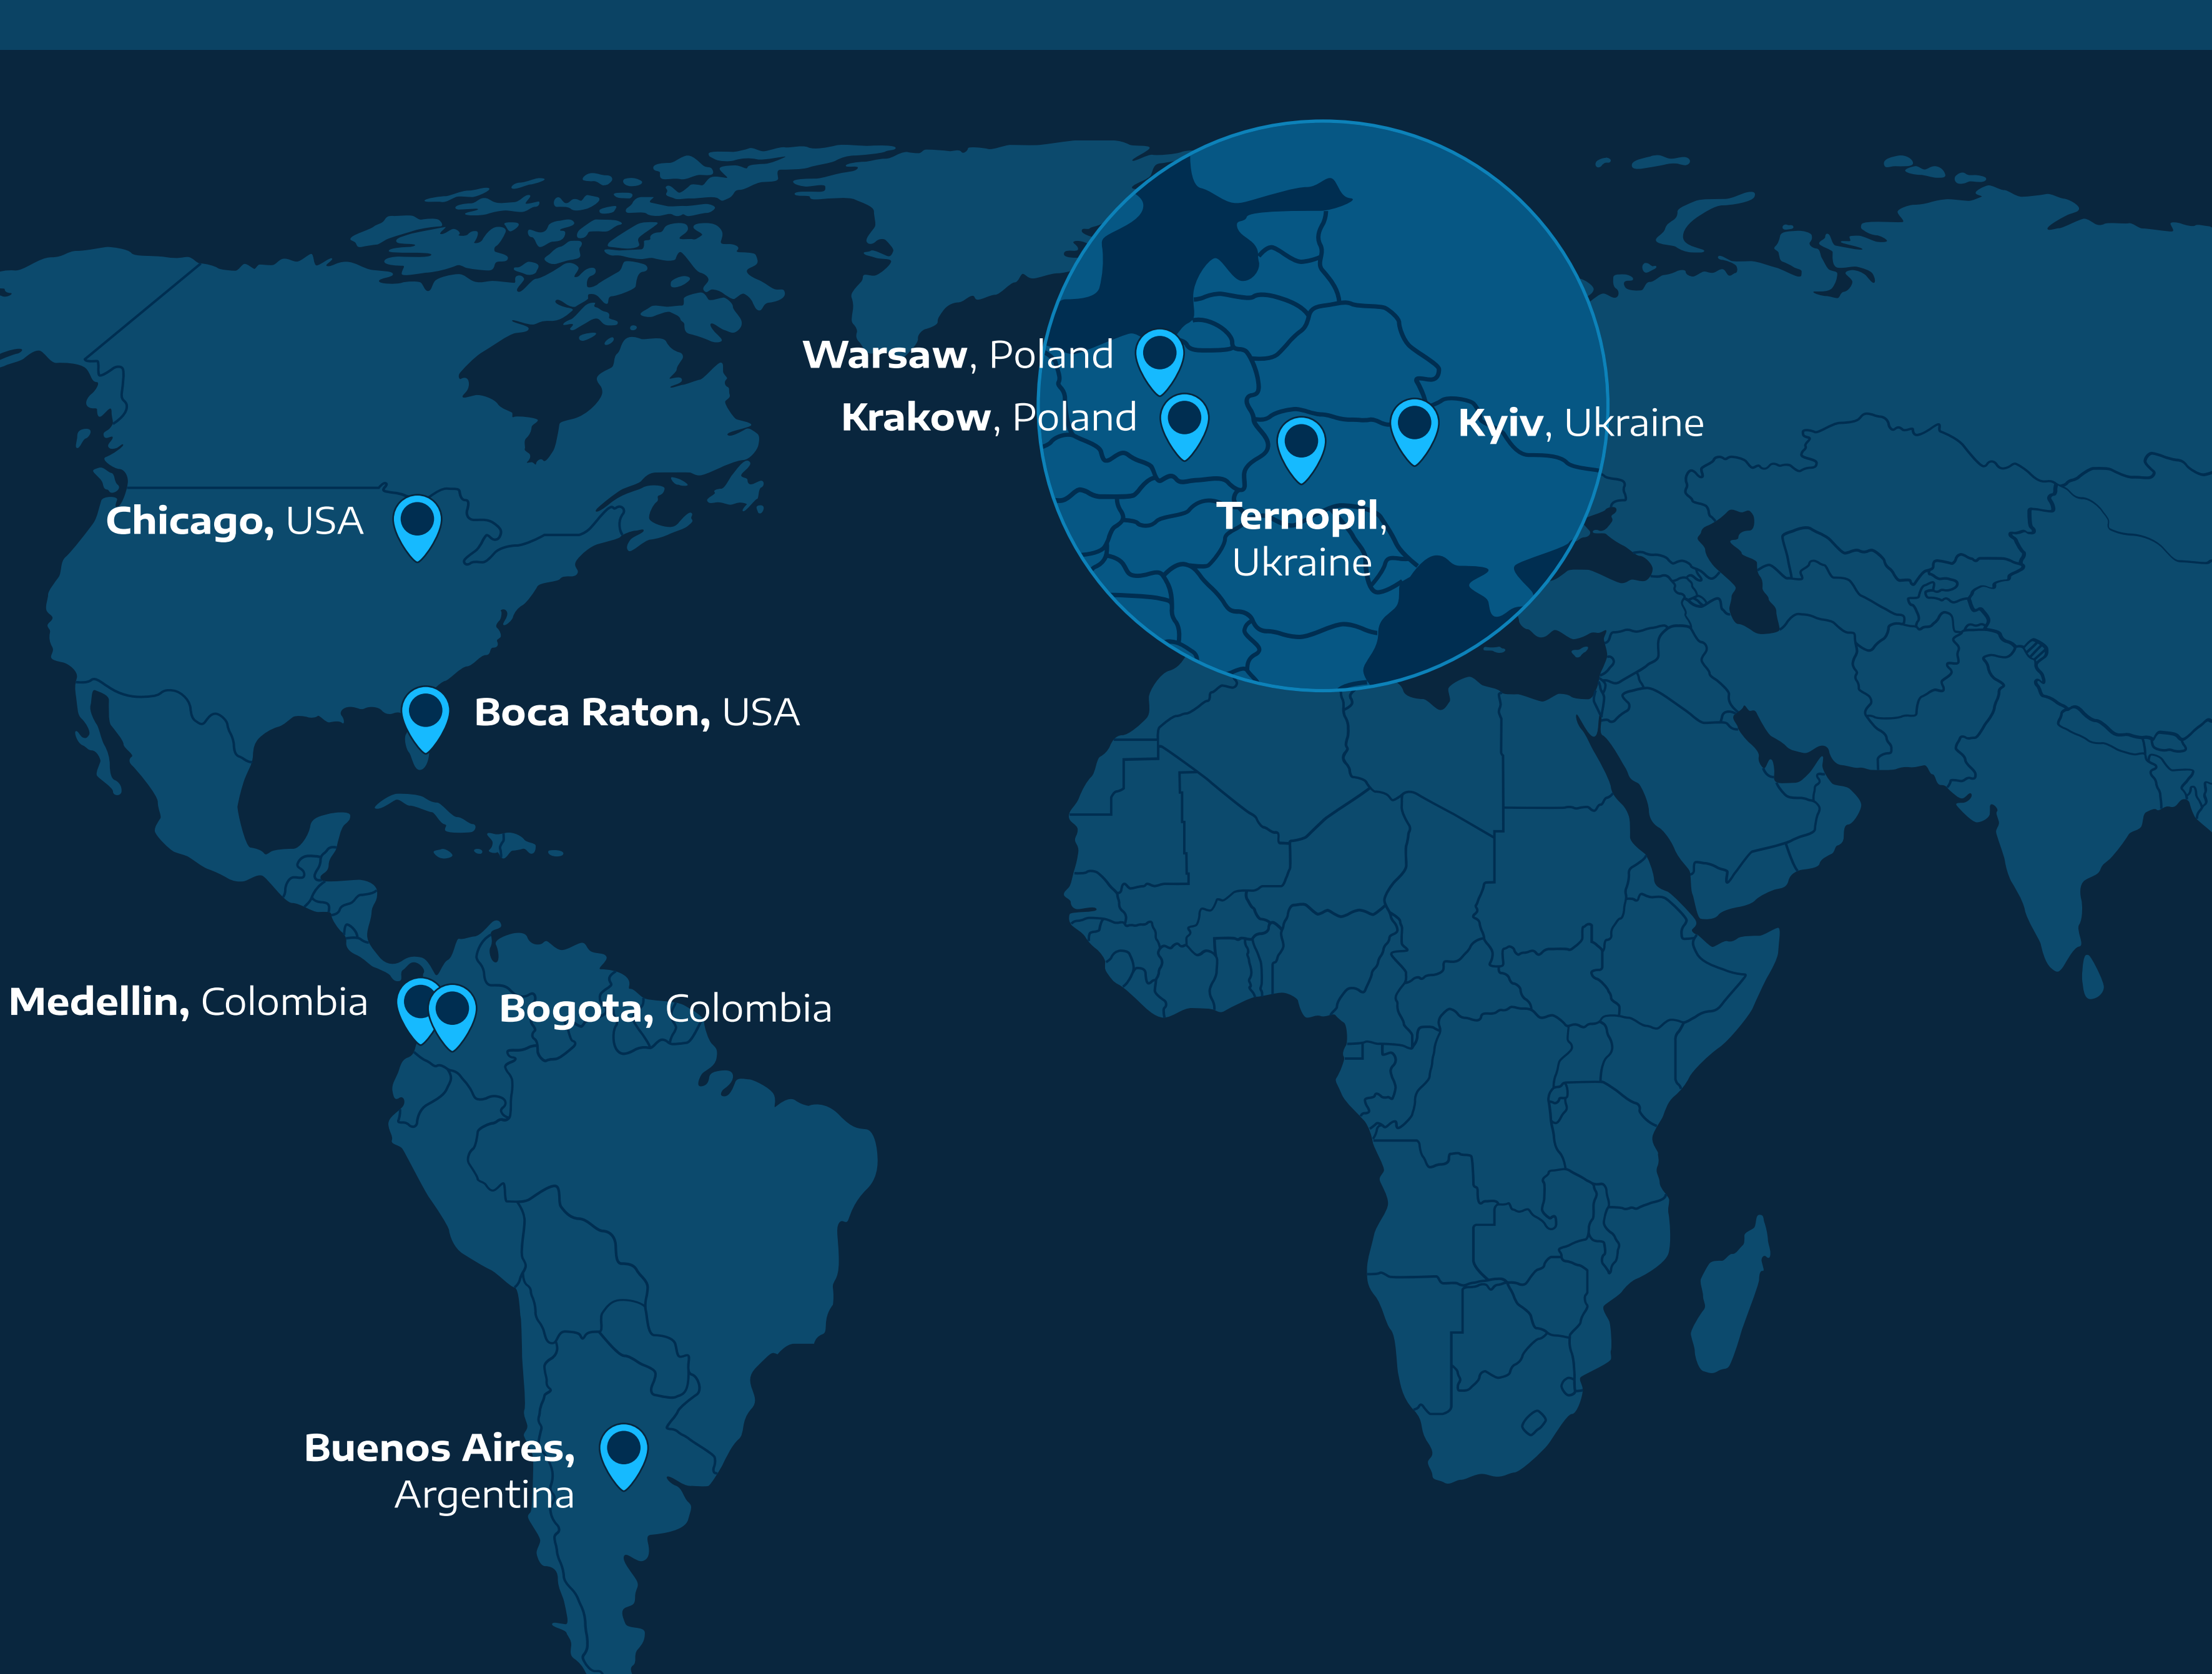 Warsaw, Poland
Krakow, Poland
Kyiv, Ukraine
Ternopil,
Ukraine
Chicago, USA
Boca Raton, USA
Medellin, Colombia
Bogota, Colombia
Buenos Aires,
Argentina